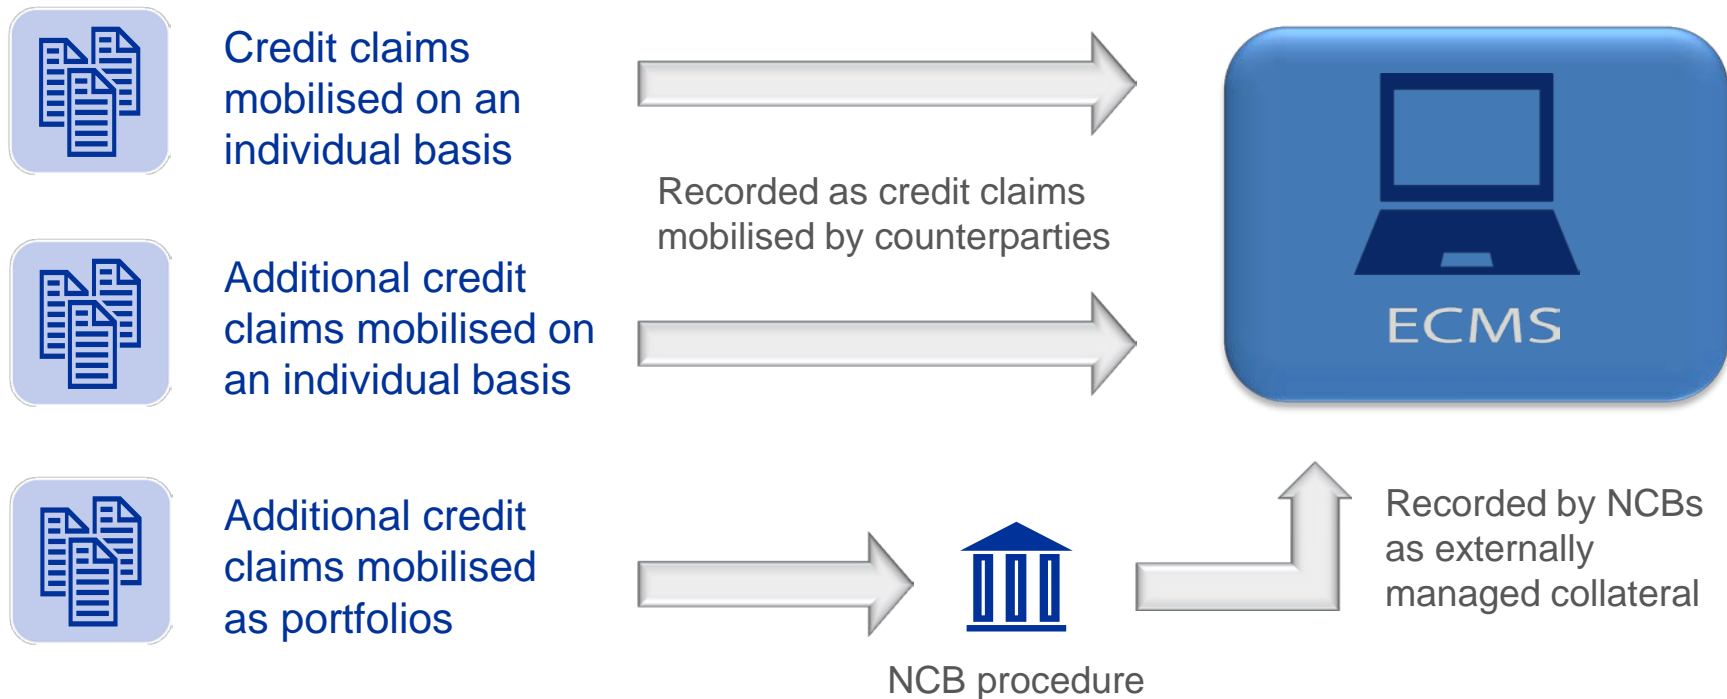 Credit claims
mobilised on an
individual basis
Recorded as credit claims
mobilised by counterparties
ECMS
Additional credit
claims mobilised on
an individual basis
Additional credit
claims mobilised
as portfolios
NCB procedure
Recorded by NCBs
as externally
managed collateral